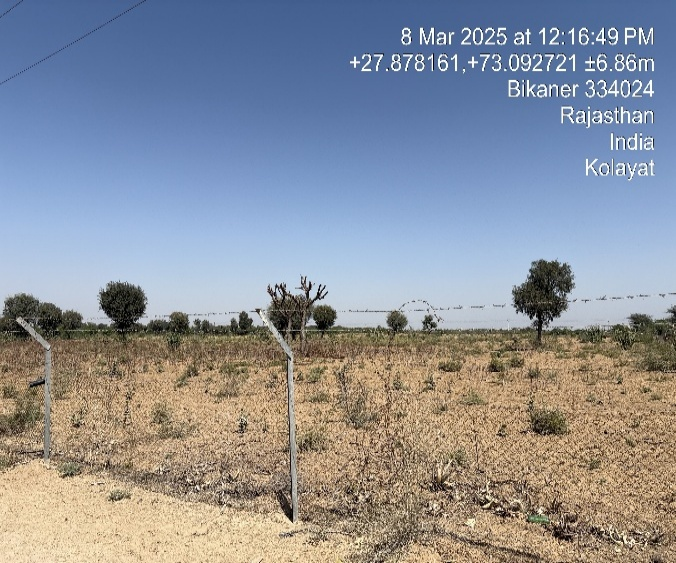 8 Mar 2025 at 12:16:49 PM
+27.878161,+73.092721 ±6.86m
Bikaner 334024
Rajasthan
India
Kolayat